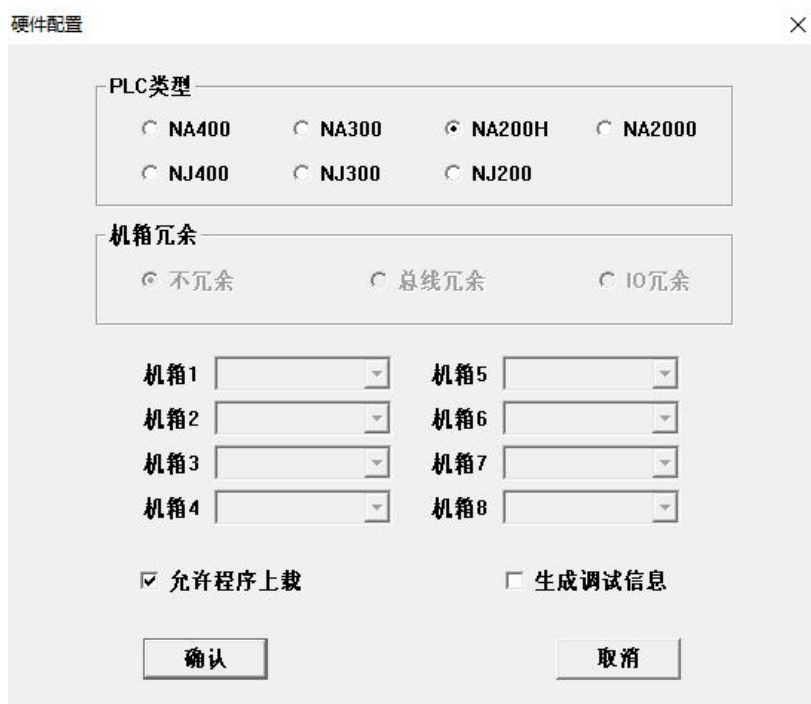 硬件配置
PLC类型
NA400 NA300 NA200H NA2000
NJ400 NJ300 NJ200
机箱冗余
不冗余 总线冗余 IO冗余
机箱1 机箱5
机箱2 机箱6
机箱3 机箱7
机箱4 机箱8
允许程序上载 生成调试信息
确认 取消